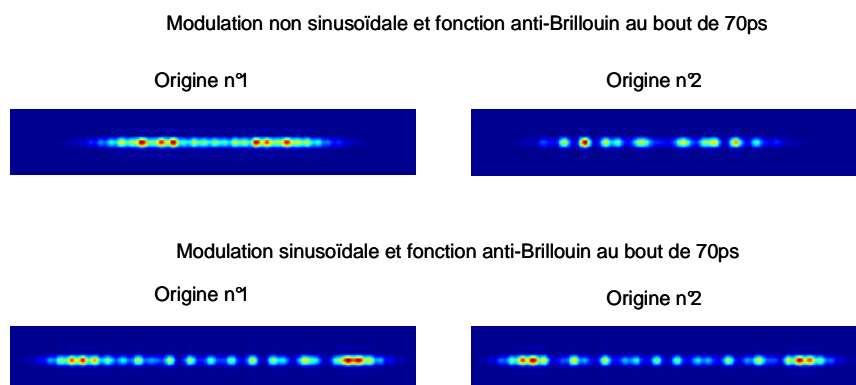 Modulation non sinusoïdale et fonction anti-Brillouin au bout de 70ps
Origine n°1
Origine n°2
Modulation sinusoïdale et fonction anti-Brillouin au bout de 70ps
Origine n°1
Origine n°2